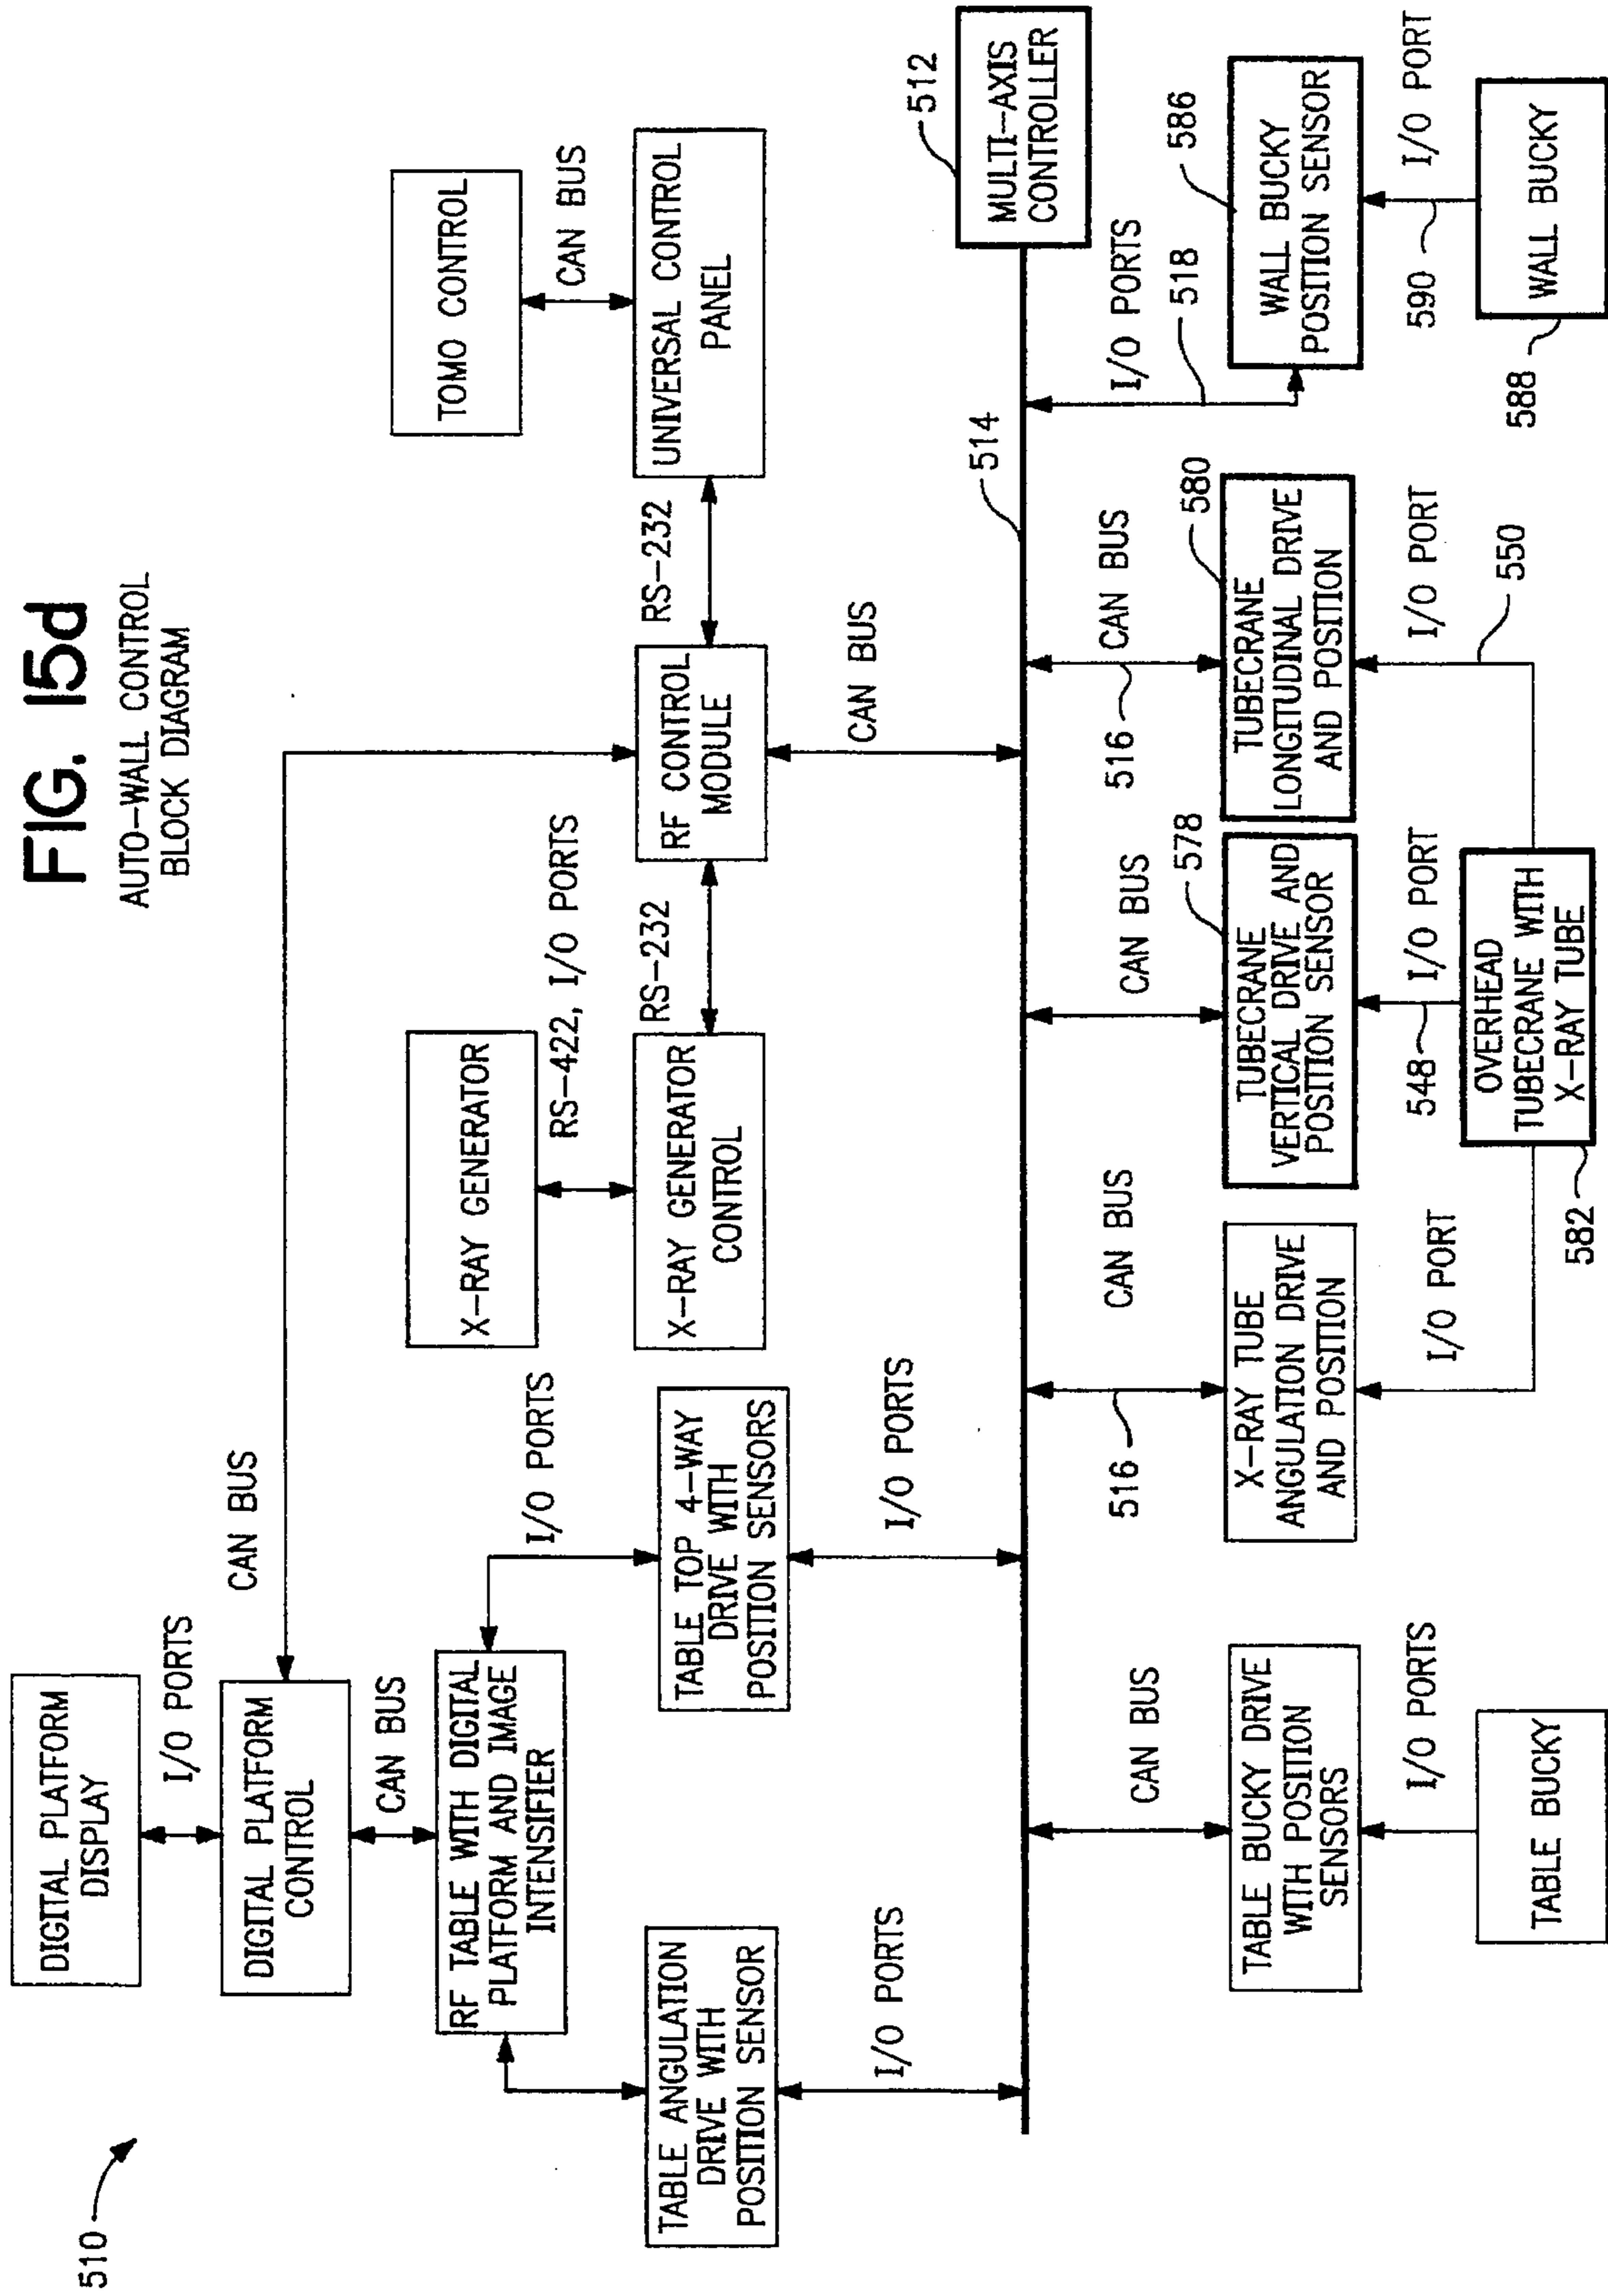 FIG. 15d
AUTO-WALL CONTROL
BLOCK DIAGRAM
510
DIGITAL PLATFORM
DISPLAY
I/O PORTS
DIGITAL PLATFORM
CONTROL
CAN BUS
CAN BUS
RF TABLE WITH DIGITAL
PLATFORM AND IMAGE
INTENSIFIER
I/O PORTS
TABLE ANGULATION
DRIVE WITH
POSITION SENSOR
I/O PORTS
TABLE TOP 4-WAY
DRIVE WITH
POSITION SENSORS
I/O PORTS
X-RAY GENERATOR
RS-422, I/O PORTS
X-RAY GENERATOR
CONTROL
RS-232
RF CONTROL
MODULE
CAN BUS
RS-232
TOMO CONTROL
CAN BUS
UNIVERSAL CONTROL
PANEL
512
MULTI-AXIS
CONTROLLER
514
CAN BUS
TABLE BUCKY DRIVE
WITH POSITION
SENSORS
I/O PORTS
TABLE BUCKY
516
CAN BUS
X-RAY TUBE
ANGULATION DRIVE
AND POSITION
I/O PORT
CAN BUS
578
TUBECRANE
VERTICAL DRIVE AND
POSITION SENSOR
548
I/O PORT
516
CAN BUS
580
TUBECRANE
LONGITUDINAL DRIVE
AND POSITION
I/O PORT
550
OVERHEAD
TUBECRANE WITH
X-RAY TUBE
582
I/O PORTS
518
586
WALL BUCKY
POSITION SENSOR
590
I/O PORT
WALL BUCKY
588